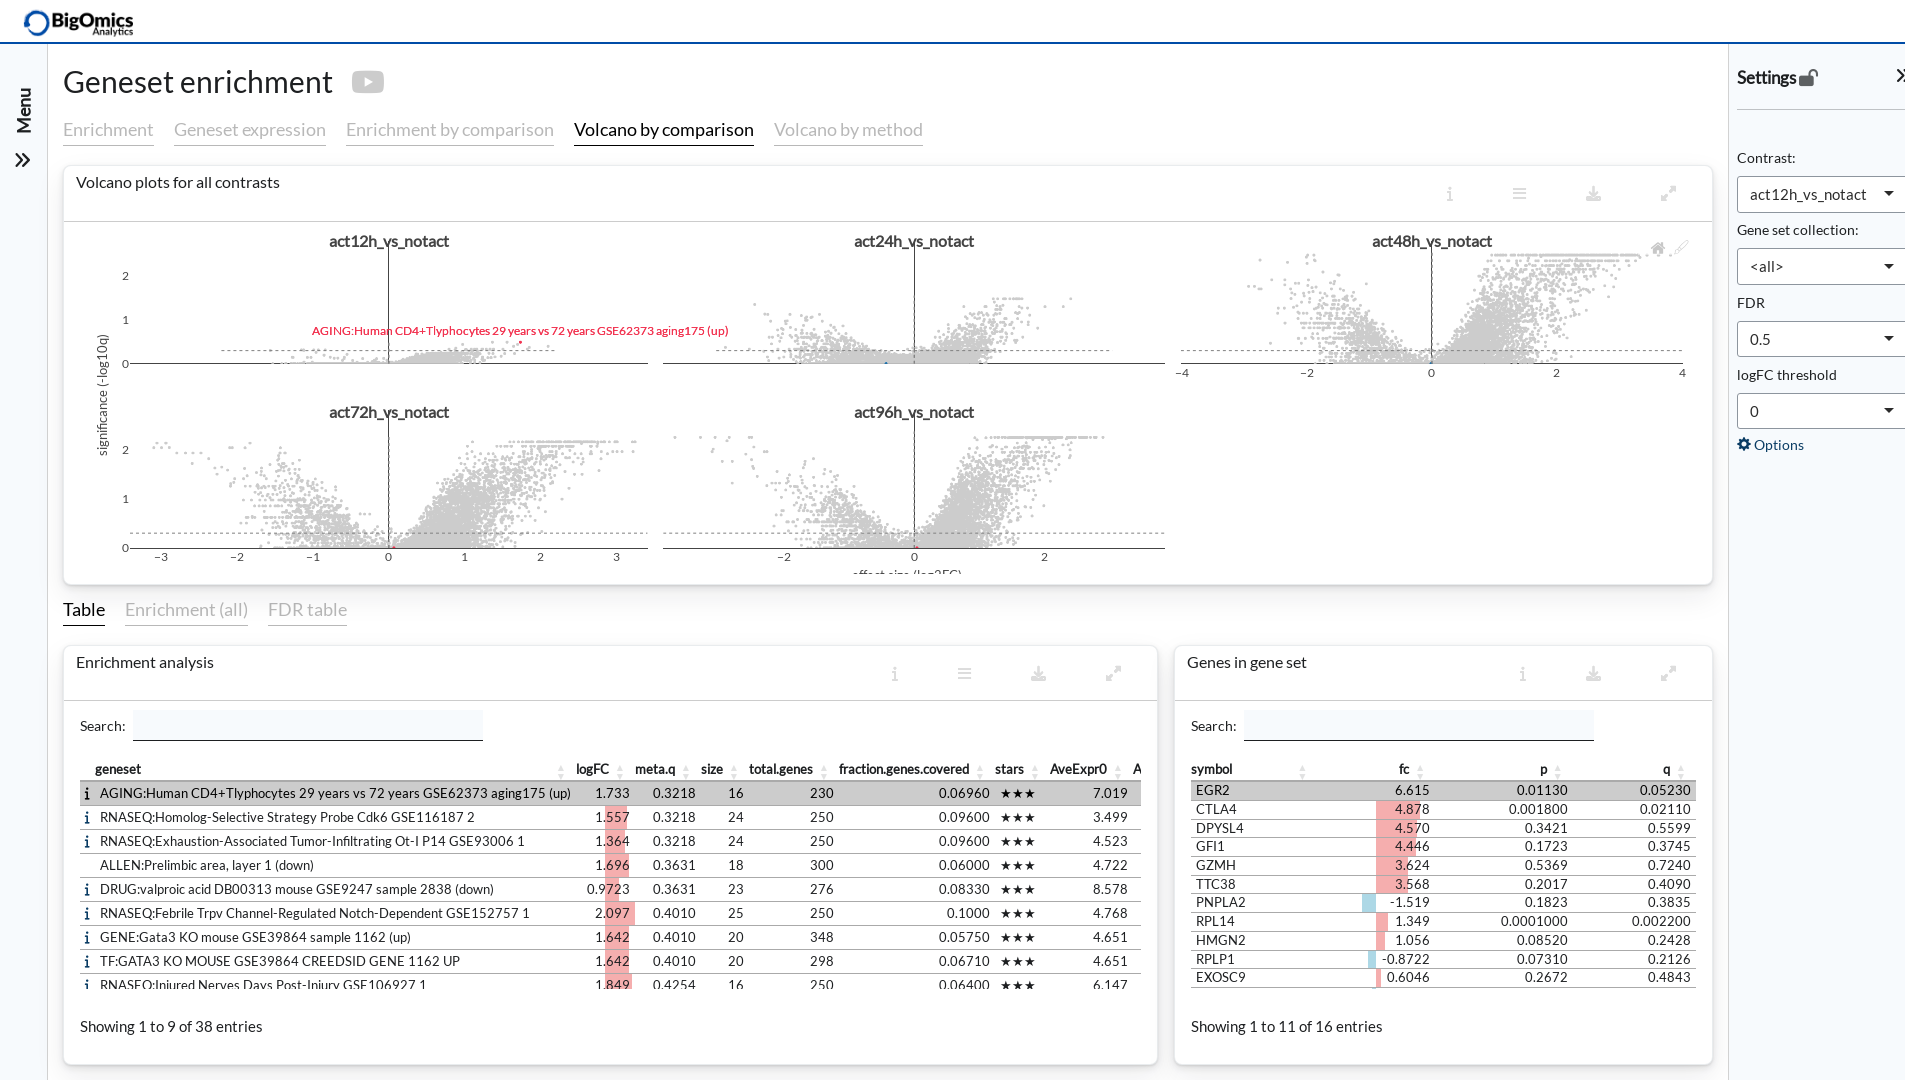 BigOmics
Analytics
Menu
Geneset enrichment
Enrichment Geneset expression Enrichment by comparison Volcano by comparison Volcano by method
Volcano plots for all contrasts
act12h_vs_notact act24h_vs_notact act48h_vs_notact
2
1
0
AGING:Human CD4+Tlyphocytes 29 years vs 72 years GSE62373 aging175 (up)
−4 −2 0 2 4
significance (-log10q)
act72h_vs_notact act96h_vs_notact
2
1
0
−3 −2 −1 0 1 2 3
−2 0 2
effect size (log2FC)
Table Enrichment (all) FDR table
Enrichment analysis
Search:
geneset logFC meta.q size total.genes fraction.genes.covered stars AveExpr0 A
AGING:Human CD4+Tlyphocytes 29 years vs 72 years GSE62373 aging175 (up) 1.733 0.3218 16 230 0.06960 ★★★ 7.019
RNASEQ:Homolog-Selective Strategy Probe Cdk6 GSE116187 2 1.557 0.3218 24 250 0.09600 ★★★ 3.499
RNASEQ:Exhaustion-Associated Tumor-Infiltrating Ot-I P14 GSE93006 1 1.364 0.3218 24 250 0.09600 ★★★ 4.523
ALLEN:Prelimbic area, layer 1 (down) 1.696 0.3631 18 300 0.06000 ★★★ 4.722
DRUG:valproic acid DB00313 mouse GSE9247 sample 2838 (down) 0.9723 0.3631 23 276 0.08330 ★★★ 8.578
RNASEQ:Febrile Trpv Channel-Regulated Notch-Dependent GSE152757 1 2.097 0.4010 25 250 0.1000 ★★★ 4.768
GENE:Gata3 KO mouse GSE39864 sample 1162 (up) 1.642 0.4010 20 348 0.05750 ★★★ 4.651
TF:GATA3 KO MOUSE GSE39864 CREEDSID GENE 1162 UP 1.642 0.4010 20 298 0.06710 ★★★ 4.651
RNASEQ:Injured Nerves Days Post-Injury GSE106927 1 1.849 0.4254 16 250 0.06400 ★★★ 6.147
Showing 1 to 9 of 38 entries
Genes in gene set
Search:
symbol fc p q
EGR2 6.615 0.01130 0.05230
CTLA4 4.878 0.001800 0.02110
DPYSL4 4.570 0.3421 0.5599
GFI1 4.446 0.1723 0.3745
GZMH 3.624 0.5369 0.7240
TTC38 3.568 0.2017 0.4090
PNPLA2 -1.519 0.1823 0.3835
RPL14 1.349 0.0001000 0.002200
HMGN2 1.056 0.08520 0.2428
RPLP1 -0.8722 0.07310 0.2126
EXOSC9 0.6046 0.2672 0.4843
Showing 1 to 11 of 16 entries
Settings
Contrast:
act12h_vs_notact
Gene set collection:
<all>
FDR
0.5
logFC threshold
0
Options